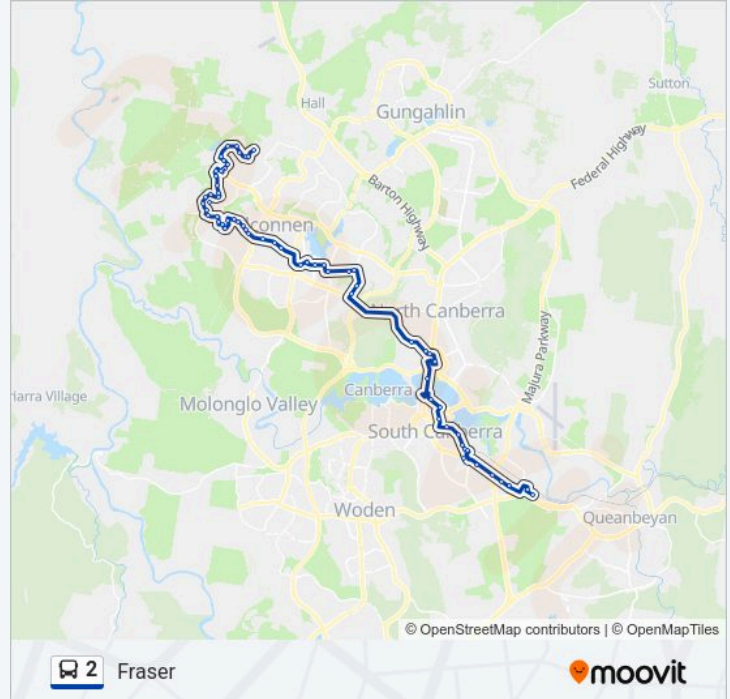 Sutton
Hall
Gungahlin
Federal Highway
Barton Highway
connen
North Canberra
Majura Parkway
Canberra
arra Village
Molonglo Valley
South Canberra
Woden
Queanbeyan
© OpenStreetMap contributors | © OpenMapTiles
2 Fraser
moovit